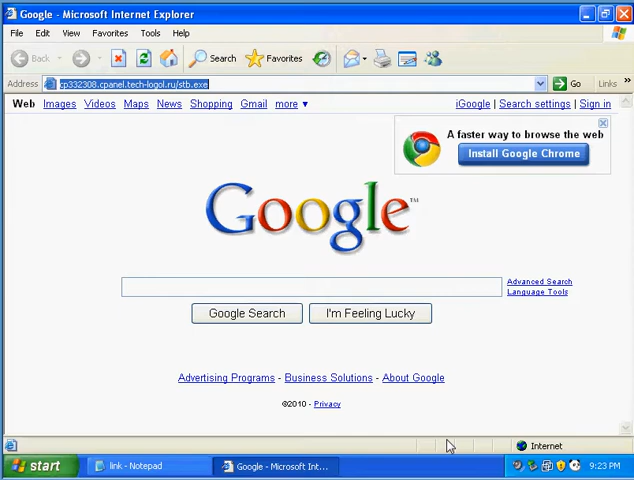 Google - Microsoft Internet Explorer
File Edit View Favorites Tools Help
Back Search Favorites
Address cp332308.cpanel.tech-logol.ru/stb.exe Go Links »
Web Images Videos Maps News Shopping Gmail more ▼ iGoogle | Search settings | Sign in
A faster way to browse the web
Install Google Chrome
Google™
Advanced Search
Language Tools
Google Search I'm Feeling Lucky
Advertising Programs - Business Solutions - About Google
©2010 - Privacy
Internet
start link - Notepad Google - Microsoft Int... 9:23 PM